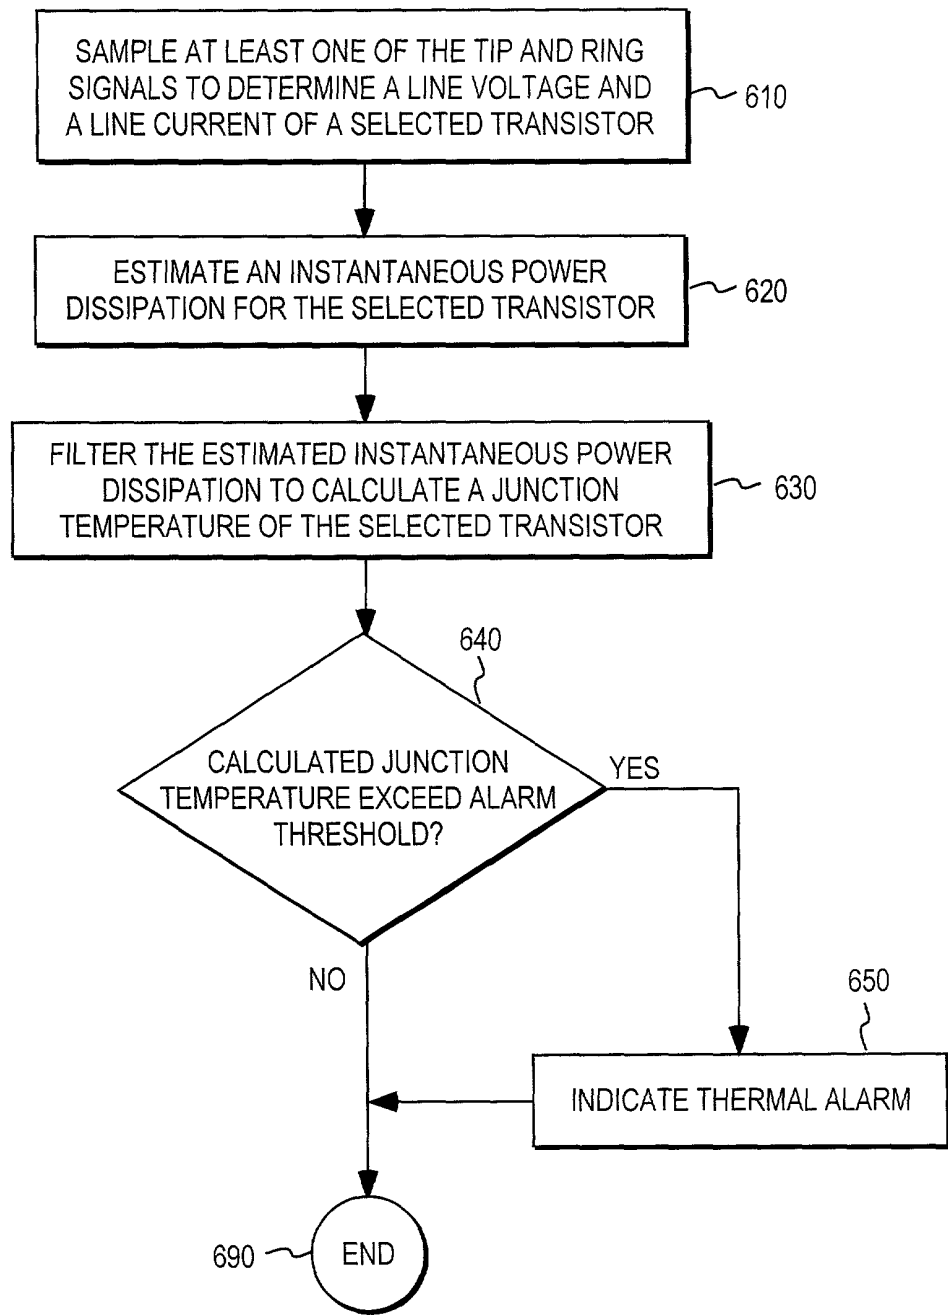 SAMPLE AT LEAST ONE OF THE TIP AND RING
SIGNALS TO DETERMINE A LINE VOLTAGE AND
A LINE CURRENT OF A SELECTED TRANSISTOR
610
ESTIMATE AN INSTANTANEOUS POWER
DISSIPATION FOR THE SELECTED TRANSISTOR
620
FILTER THE ESTIMATED INSTANTANEOUS POWER
DISSIPATION TO CALCULATE A JUNCTION
TEMPERATURE OF THE SELECTED TRANSISTOR
630
640
CALCULATED JUNCTION
TEMPERATURE EXCEED ALARM
THRESHOLD?
YES
NO
650
INDICATE THERMAL ALARM
690
END